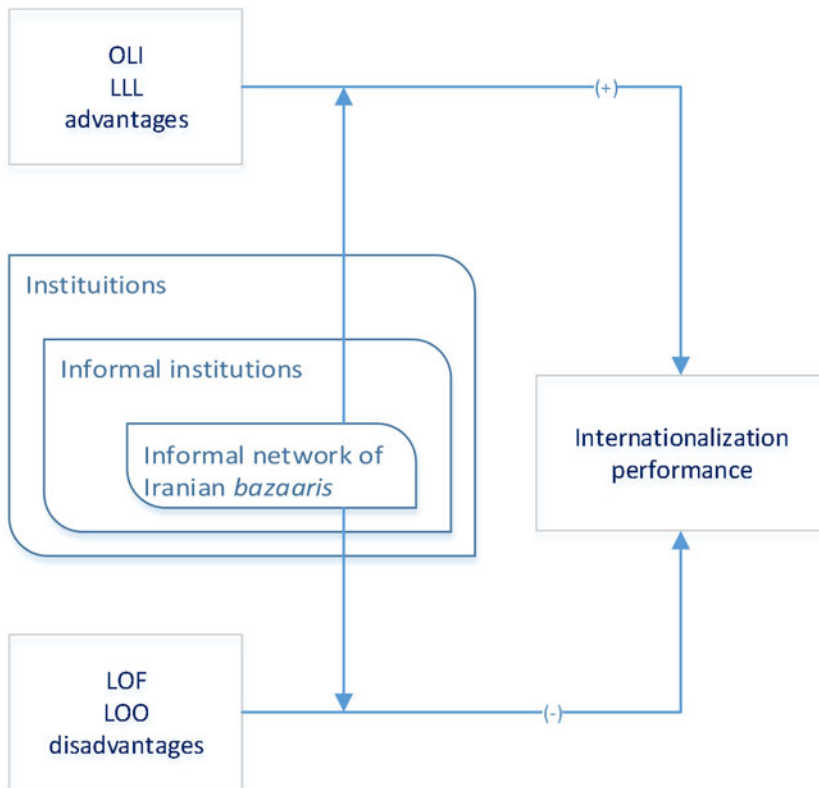 OLI
LLL
advantages
(+)
Instituitions
Informal institutions
Informal network of
Iranian bazaaris
Internationalization
performance
LOF
LOO
disadvantages
(-)